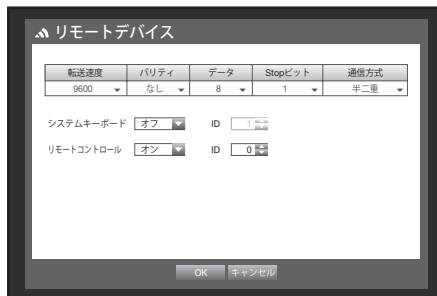 リモートデバイス
転送速度 パリティ データ Stopビット 通信方式
9600 なし 8 1 半二重
システムキーボード オフ ID 1
リモートコントロール オン ID 0
OK キャンセル